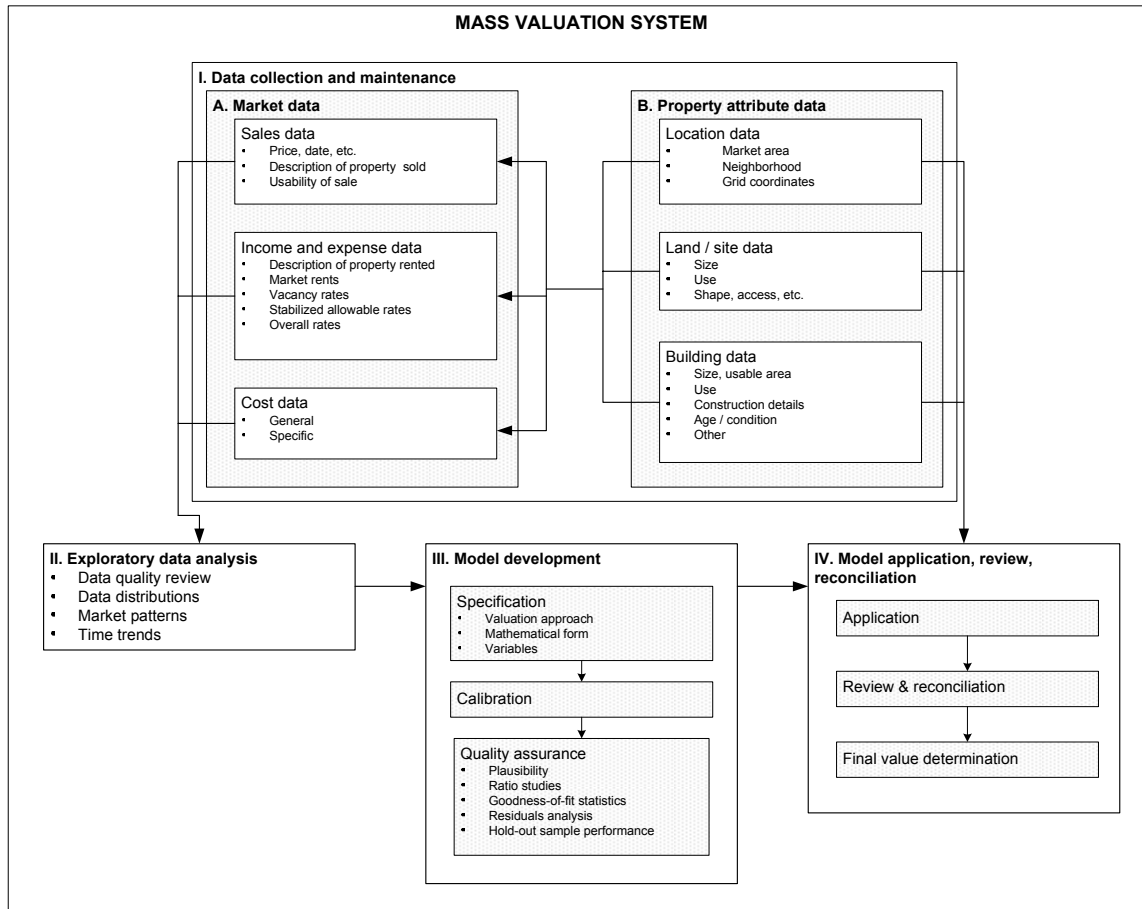 MASS VALUATION SYSTEM
I. Data collection and maintenance
A. Market data
Sales data
▪ Price, date, etc.
▪ Description of property sold
▪ Usability of sale
Income and expense data
▪ Description of property rented
▪ Market rents
▪ Vacancy rates
▪ Stabilized allowable rates
▪ Overall rates
Cost data
▪ General
▪ Specific
B. Property attribute data
Location data
▪ Market area
▪ Neighborhood
▪ Grid coordinates
Land / site data
▪ Size
▪ Use
▪ Shape, access, etc.
Building data
▪ Size, usable area
▪ Use
▪ Construction details
▪ Age / condition
▪ Other
II. Exploratory data analysis
▪ Data quality review
▪ Data distributions
▪ Market patterns
▪ Time trends
III. Model development
Specification
▪ Valuation approach
▪ Mathematical form
▪ Variables
Calibration
Quality assurance
▪ Plausibility
▪ Ratio studies
▪ Goodness-of-fit statistics
▪ Residuals analysis
▪ Hold-out sample performance
IV. Model application, review,
reconciliation
Application
Review & reconciliation
Final value determination